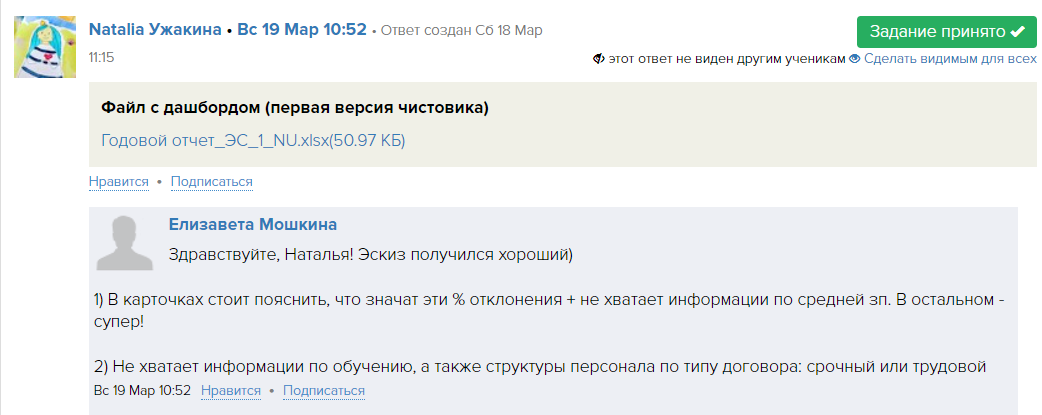 Natalia Ужакина • Вс 19 Мар 10:52 • Ответ создан Сб 18 Мар
11:15
Задание принято ✔
этот ответ не виден другим ученикам Сделать видимым для всех
Файл с дашбордом (первая версия чистовика)
Годовой отчет_ЭС_1_NU.xlsx(50.97 КБ)
Нравится • Подписаться
Елизавета Мошкина
Здравствуйте, Наталья! Эскиз получился хороший)
1) В карточках стоит пояснить, что значат эти % отклонения + не хватает информации по средней зп. В остальном -
супер!
2) Не хватает информации по обучению, а также структуры персонала по типу договора: срочный или трудовой
Вс 19 Мар 10:52 Нравится • Подписаться